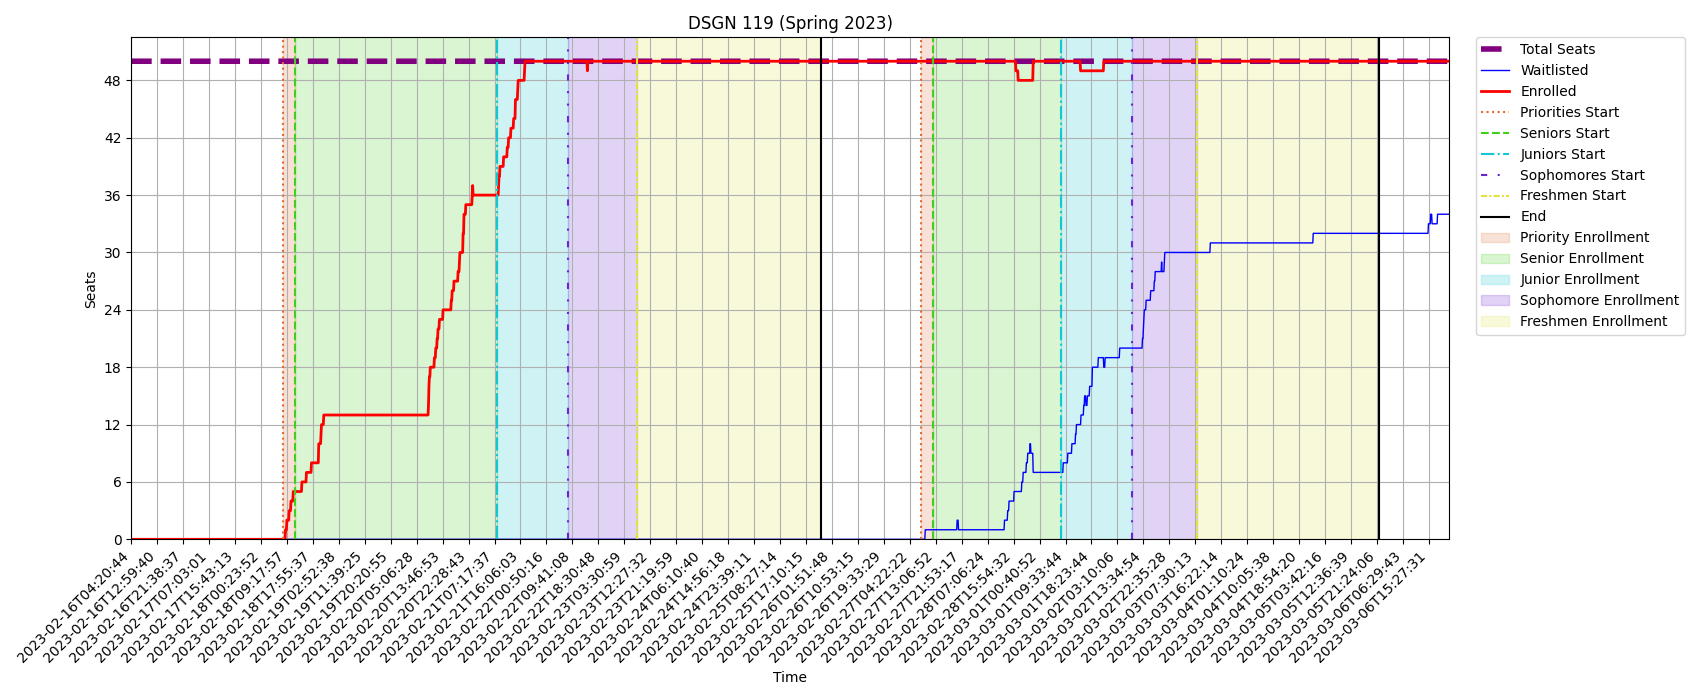 DSGN 119 (Spring 2023)
Total Seats
Waitlisted
Enrolled
Priorities Start
Seniors Start
Juniors Start
Sophomores Start
Freshmen Start
End
Priority Enrollment
Senior Enrollment
Junior Enrollment
Sophomore Enrollment
Freshmen Enrollment
Seats
48
42
36
30
24
18
12
6
0
2023-02-16T04:20:44
2023-02-16T12:59:40
2023-02-16T21:38:37
2023-02-17T07:03:01
2023-02-17T15:43:13
2023-02-18T00:23:52
2023-02-18T09:17:57
2023-02-18T17:55:37
2023-02-19T02:52:38
2023-02-19T11:39:25
2023-02-19T20:20:55
2023-02-20T05:06:28
2023-02-20T13:46:53
2023-02-20T22:28:43
2023-02-21T07:17:37
2023-02-21T16:06:03
2023-02-22T00:50:16
2023-02-22T09:41:08
2023-02-22T18:30:48
2023-02-23T03:30:59
2023-02-23T12:27:32
2023-02-23T21:19:59
2023-02-24T06:10:40
2023-02-24T14:56:18
2023-02-24T23:39:11
2023-02-25T08:27:14
2023-02-25T17:10:15
2023-02-26T01:51:48
2023-02-26T10:53:15
2023-02-26T19:33:29
2023-02-27T04:22:22
2023-02-27T13:06:52
2023-02-27T21:53:17
2023-02-28T07:06:24
2023-02-28T15:54:32
2023-03-01T00:40:52
2023-03-01T09:33:44
2023-03-01T18:23:44
2023-03-02T03:10:06
2023-03-02T13:34:54
2023-03-02T22:35:28
2023-03-03T07:30:13
2023-03-03T16:22:14
2023-03-04T01:10:24
2023-03-04T10:05:38
2023-03-04T18:54:20
2023-03-05T03:42:16
2023-03-05T12:36:39
2023-03-05T21:24:06
2023-03-06T06:29:43
2023-03-06T15:27:31
Time